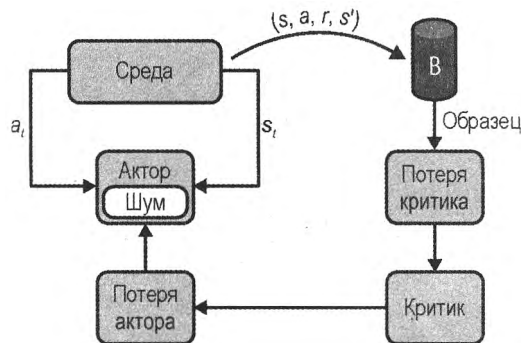 (s, a, r, s')
Среда
B
a_t
s_t
Образец
Актор
Шум
Потеря
критика
Потеря
актора
Критик